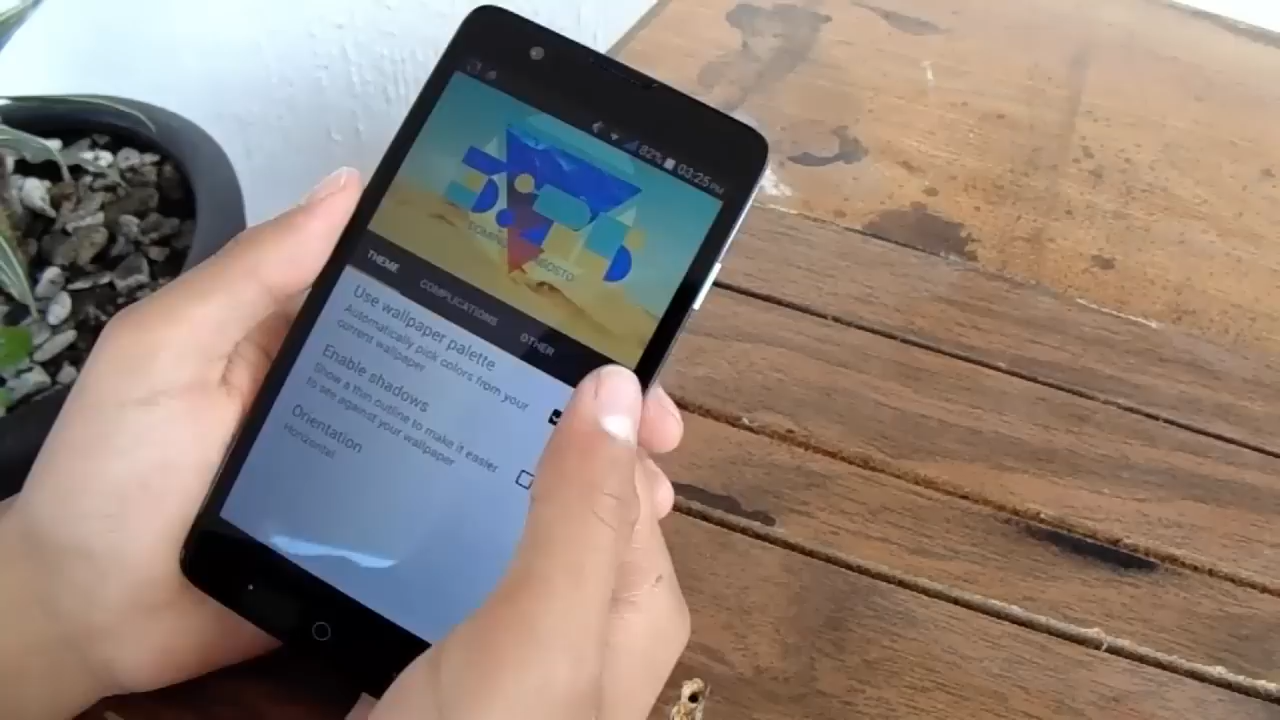 82% 03:25 PM
THEME COMPLICATIONS OTHER
Use wallpaper palette
Automatically pick colors from your
current wallpaper
Enable shadows
Show a thin outline to make it easier
to see against your wallpaper
Orientation
Horizontal